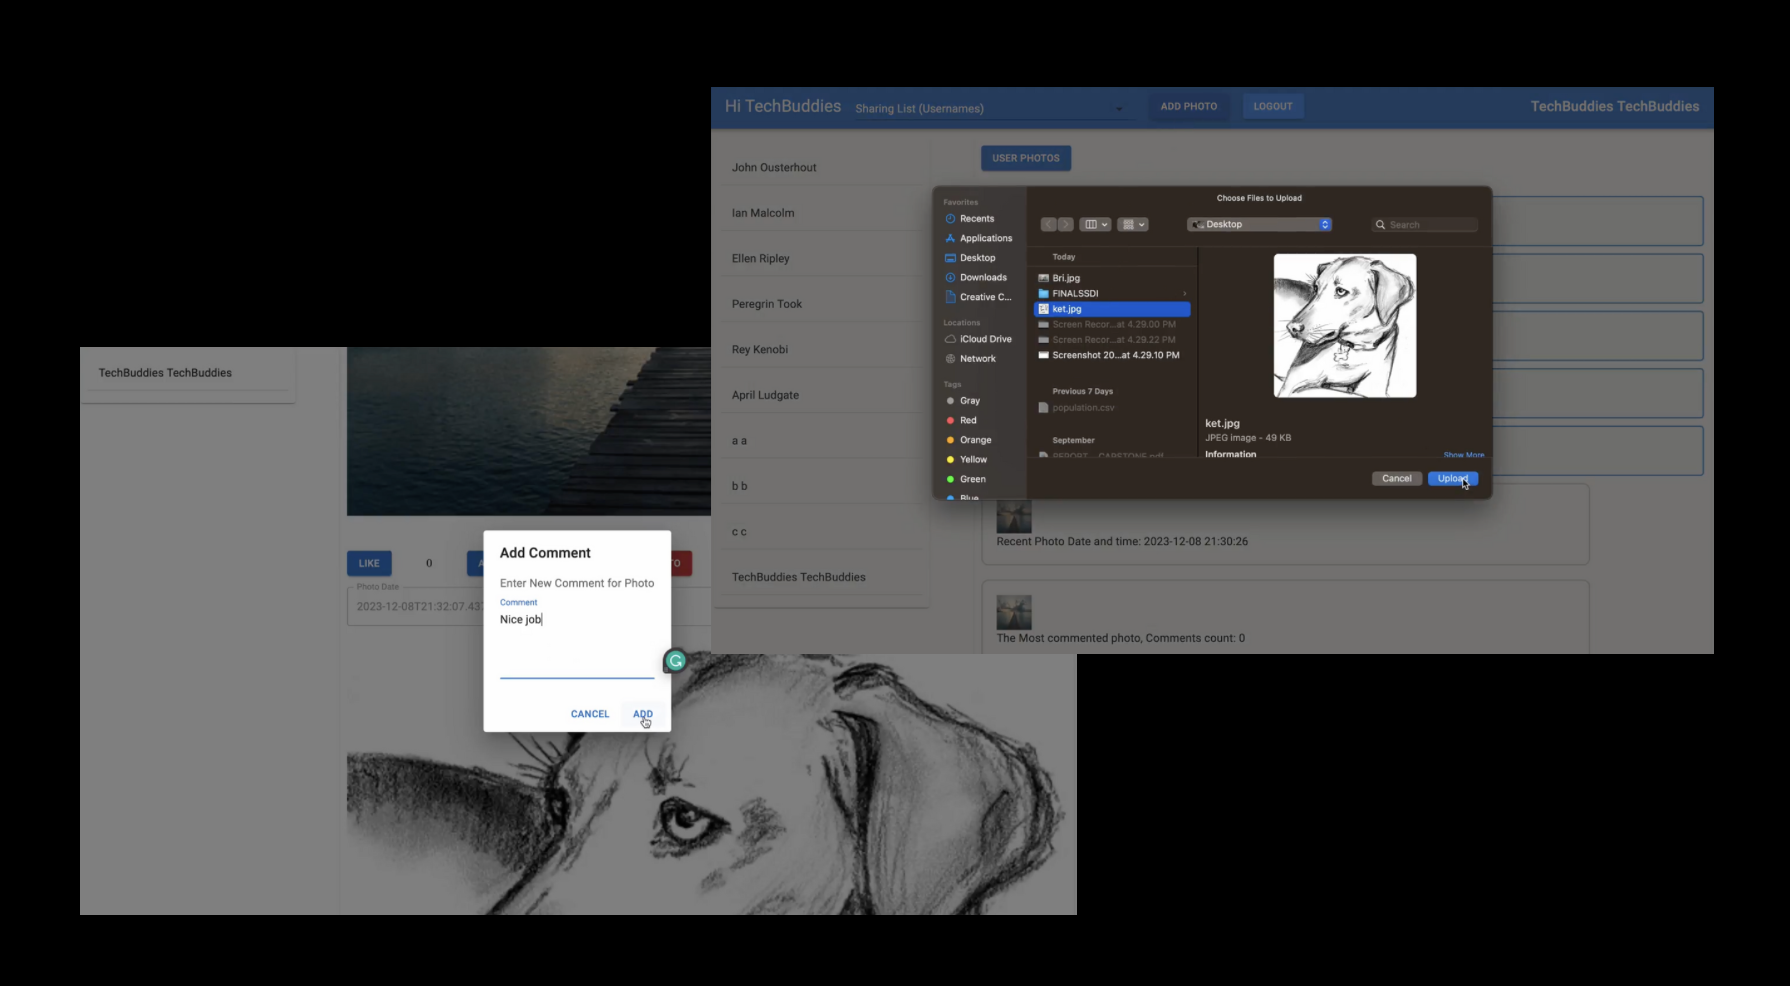 Hi TechBuddies
Sharing List (Usernames)
ADD PHOTO
LOGOUT
TechBuddies TechBuddies
John Ousterhout
Ian Malcolm
Ellen Ripley
Peregrin Took
Rey Kenobi
April Ludgate
a a
b b
c c
TechBuddies TechBuddies
USER PHOTOS
Choose Files to Upload
Favorites
Recents
Applications
Desktop
Downloads
Creative C...
Locations
iCloud Drive
Network
Tags
Gray
Red
Orange
Yellow
Green
Blue
Desktop
Search
Today
Bri.jpg
FINALSSDI
ket.jpg
Screen Recor...at 4.29.00 PM
Screen Recor...at 4.29.22 PM
Screenshot 20...at 4.29.10 PM
Previous 7 Days
population.csv
September
ket.jpg
JPEG image - 49 KB
Information
Show More
Cancel
Upload
Recent Photo Date and time: 2023-12-08 21:30:26
The Most commented photo, Comments count: 0
TechBuddies TechBuddies
LIKE
0
Photo Date
2023-12-08T21:32:07.43
Add Comment
Enter New Comment for Photo
Comment
Nice job
CANCEL
ADD